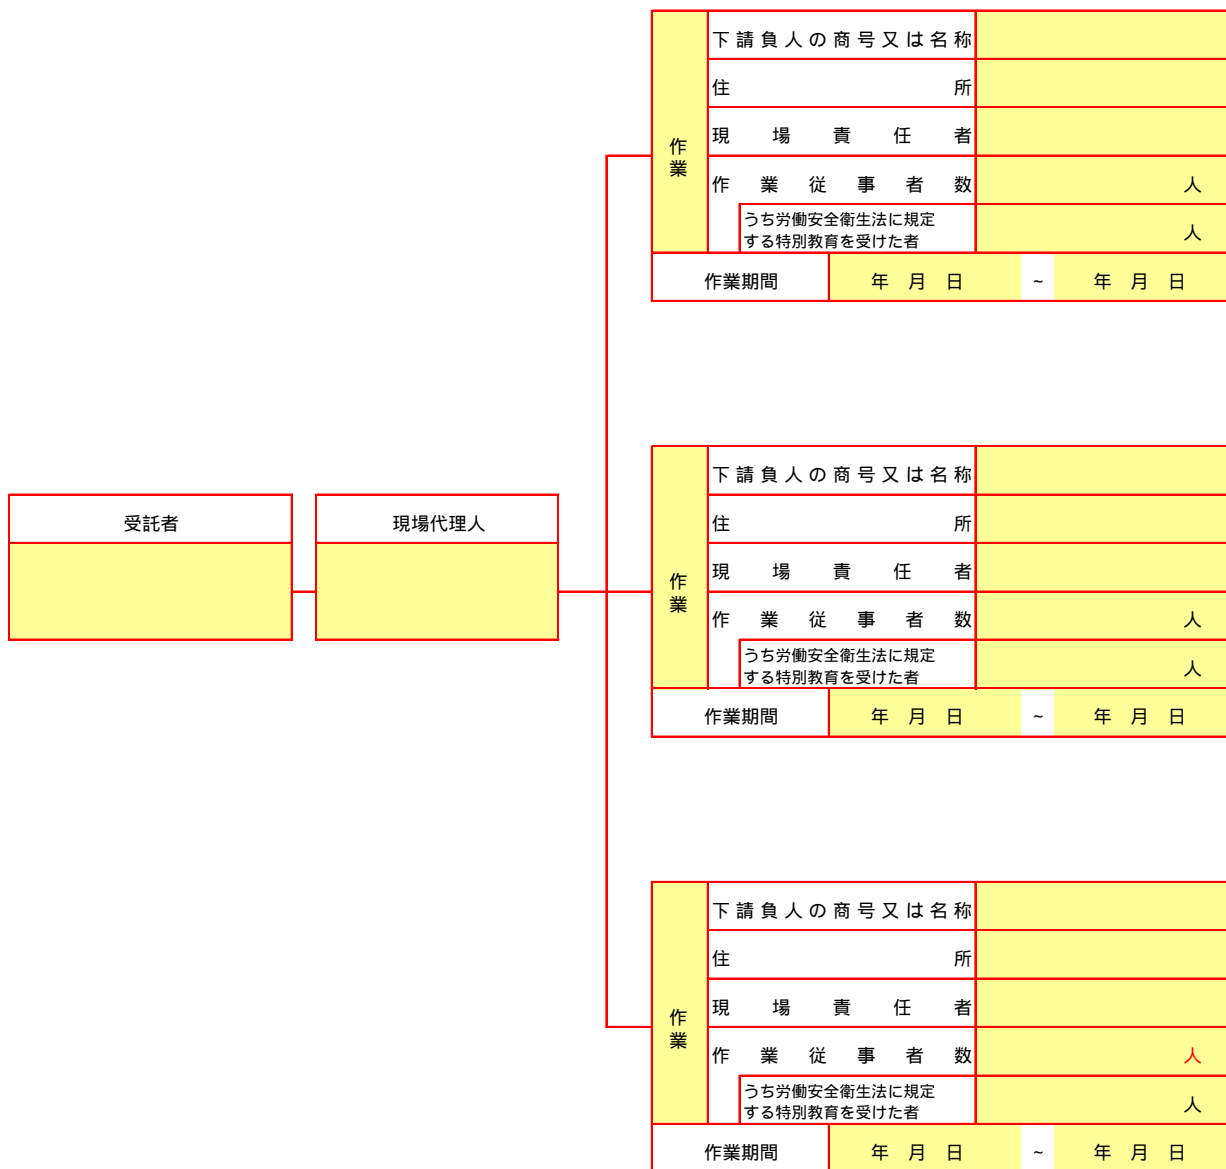 下請負人の商号又は名称
住所
現場責任者
作業
作業従事者数 人
うち労働安全衛生法に規定
する特別教育を受けた者 人
作業期間 年 月 日 ~ 年 月 日
受託者
現場代理人
下請負人の商号又は名称
住所
現場責任者
作業
作業従事者数 人
うち労働安全衛生法に規定
する特別教育を受けた者 人
作業期間 年 月 日 ~ 年 月 日
下請負人の商号又は名称
住所
現場責任者
作業
作業従事者数 人
うち労働安全衛生法に規定
する特別教育を受けた者 人
作業期間 年 月 日 ~ 年 月 日